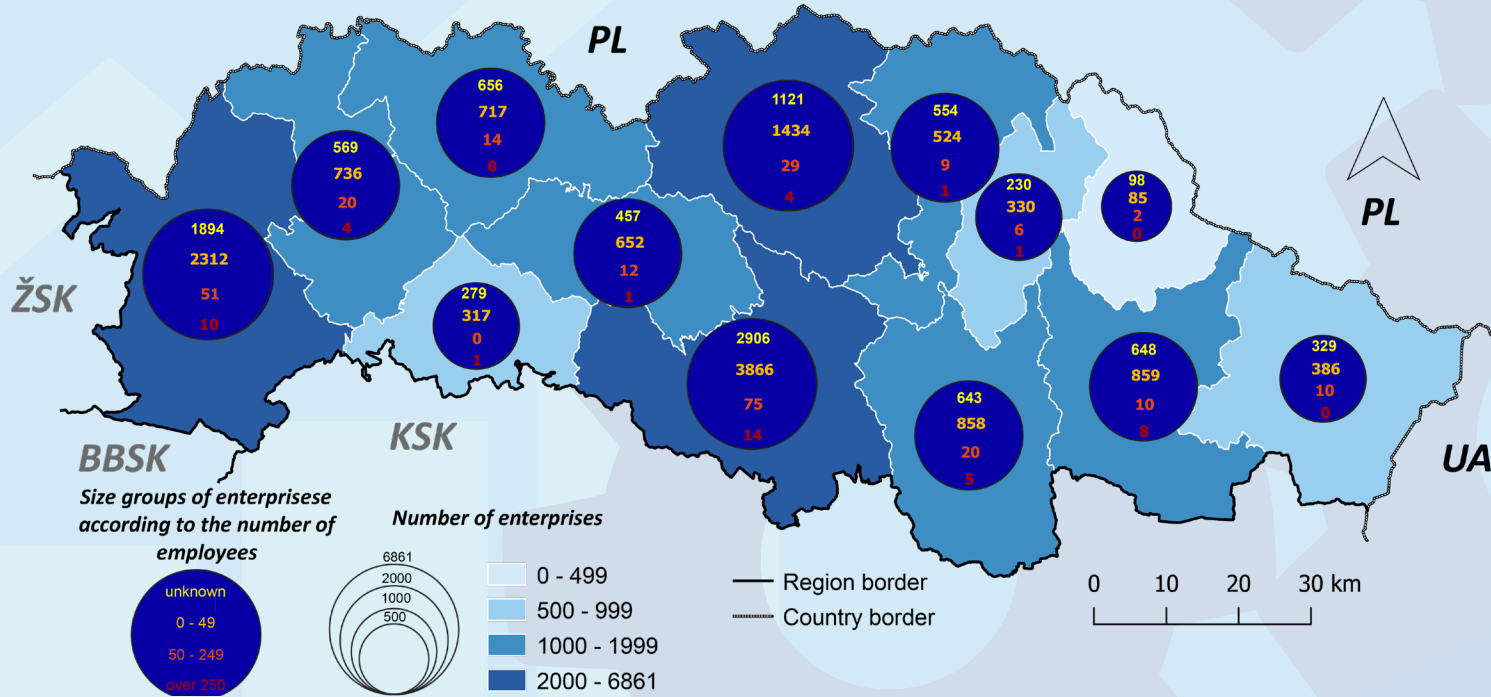 PL
656
717
14
0
1121
1434
29
4
554
524
9
1
569
736
20
4
98
85
2
0
230
330
6
1
PL
1894
2312
51
10
457
652
12
1
ŽSK
279
317
0
1
2906
3866
75
14
648
859
10
8
329
386
10
0
643
858
20
5
KSK
BBSK
UA
Size groups of enterprisese
according to the number of
employees
unknown
0 - 49
50 - 249
over 250
Number of enterprises
6861
2000
1000
500
0 - 499
500 - 999
1000 - 1999
2000 - 6861
Region border
Country border
0 10 20 30 km